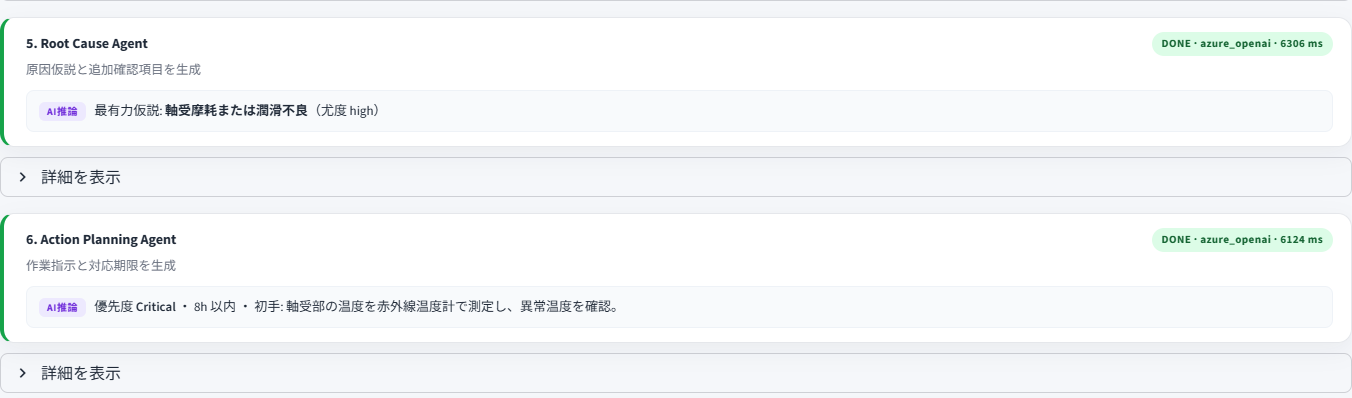 5. Root Cause Agent
DONE · azure_openai · 6306 ms
原因仮説と追加確認項目を生成
AI推論 最有力仮説: 軸受摩耗または潤滑不良（尤度 high）
詳細を表示
6. Action Planning Agent
DONE · azure_openai · 6124 ms
作業指示と対応期限を生成
AI推論 優先度 Critical ・ 8h 以内 ・ 初手: 軸受部の温度を赤外線温度計で測定し、異常温度を確認。
詳細を表示